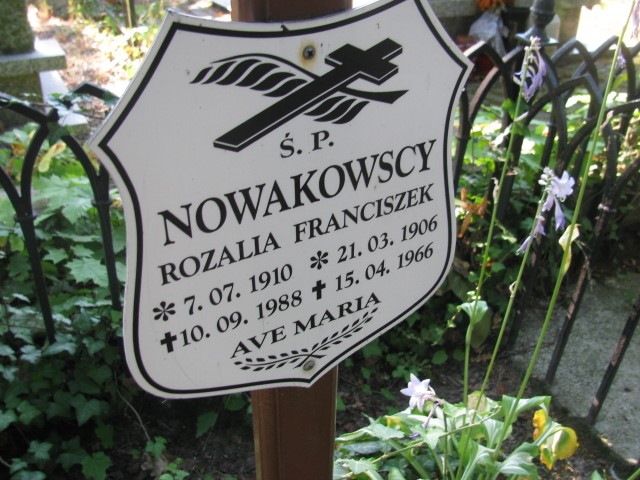 Ś. P.
NOWAKOWSCY
ROZALIA FRANCISZEK
* 7. 07. 1910 * 21. 03. 1906
✝ 10. 09. 1988 ✝ 15. 04. 1966
AVE MARIA